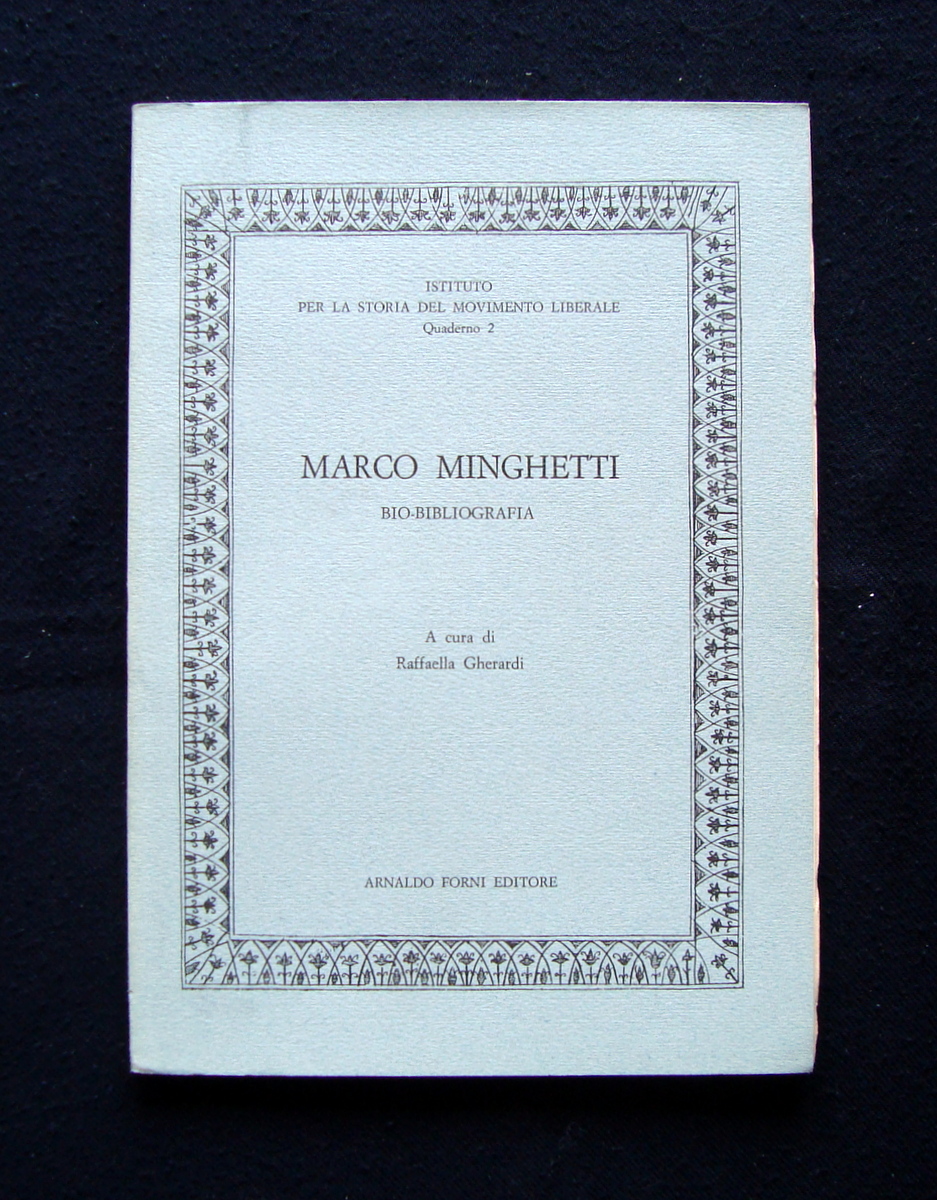 ISTITUTO
PER LA STORIA DEL MOVIMENTO LIBERALE
Quaderno 2
MARCO MINGHETTI
BIO-BIBLIOGRAFIA
A cura di
Raffaella Gherardi
ARNALDO FORNI EDITORE